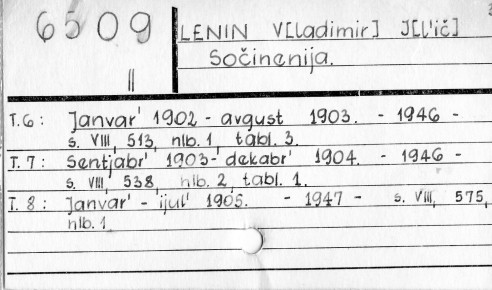 6509
LENIN V[ladimir] I[l'ič]
Sočinenija.
II
T.6: Janvar' 1902 - avgust 1903. - 1946 -
s. VIII, 513, nlb. 1, tabl. 3.
T.7: Sentjabr' 1903 - dekabr' 1904. - 1946 -
s. VIII, 538, nlb. 2, tabl. 1.
T.8: Janvar' - ijul' 1905. - 1947 - s. VIII, 575,
nlb. 1